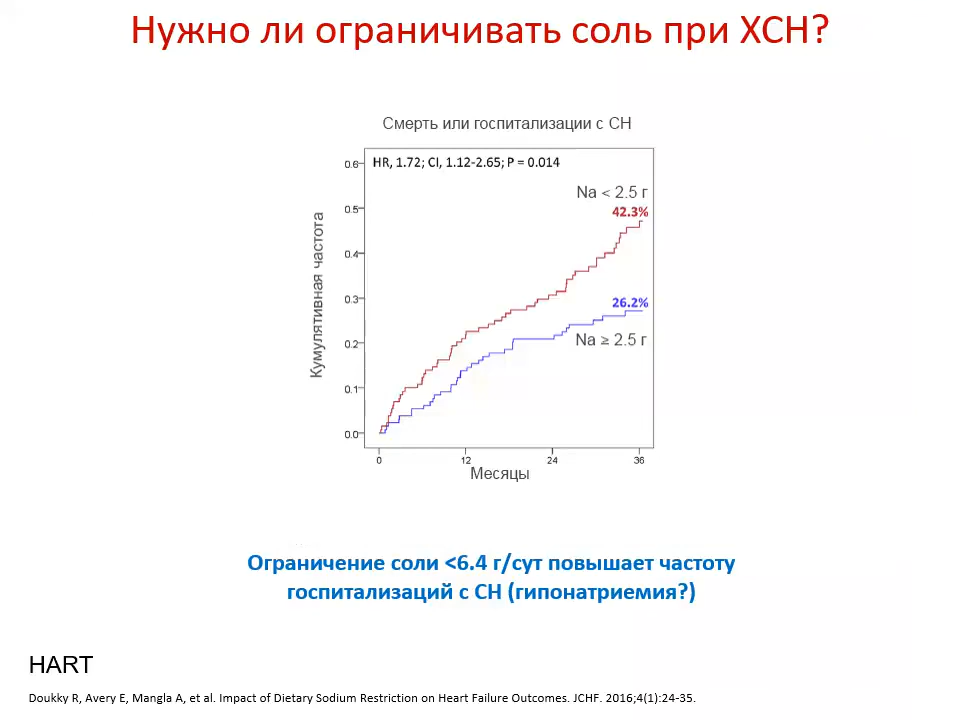 Нужно ли ограничивать соль при ХСН?
Смерть или госпитализации с СН
HR, 1.72; CI, 1.12-2.65; P = 0.014
Na < 2.5 г
42.3%
26.2%
Na ≥ 2.5 г
Кумулятивная частота
0.6
0.5
0.4
0.3
0.2
0.1
0.0
0 12 24 36
Месяцы
Ограничение соли <6.4 г/сут повышает частоту
госпитализаций с СН (гипонатриемия?)
HART
Doukky R, Avery E, Mangla A, et al. Impact of Dietary Sodium Restriction on Heart Failure Outcomes. JCHF. 2016;4(1):24-35.